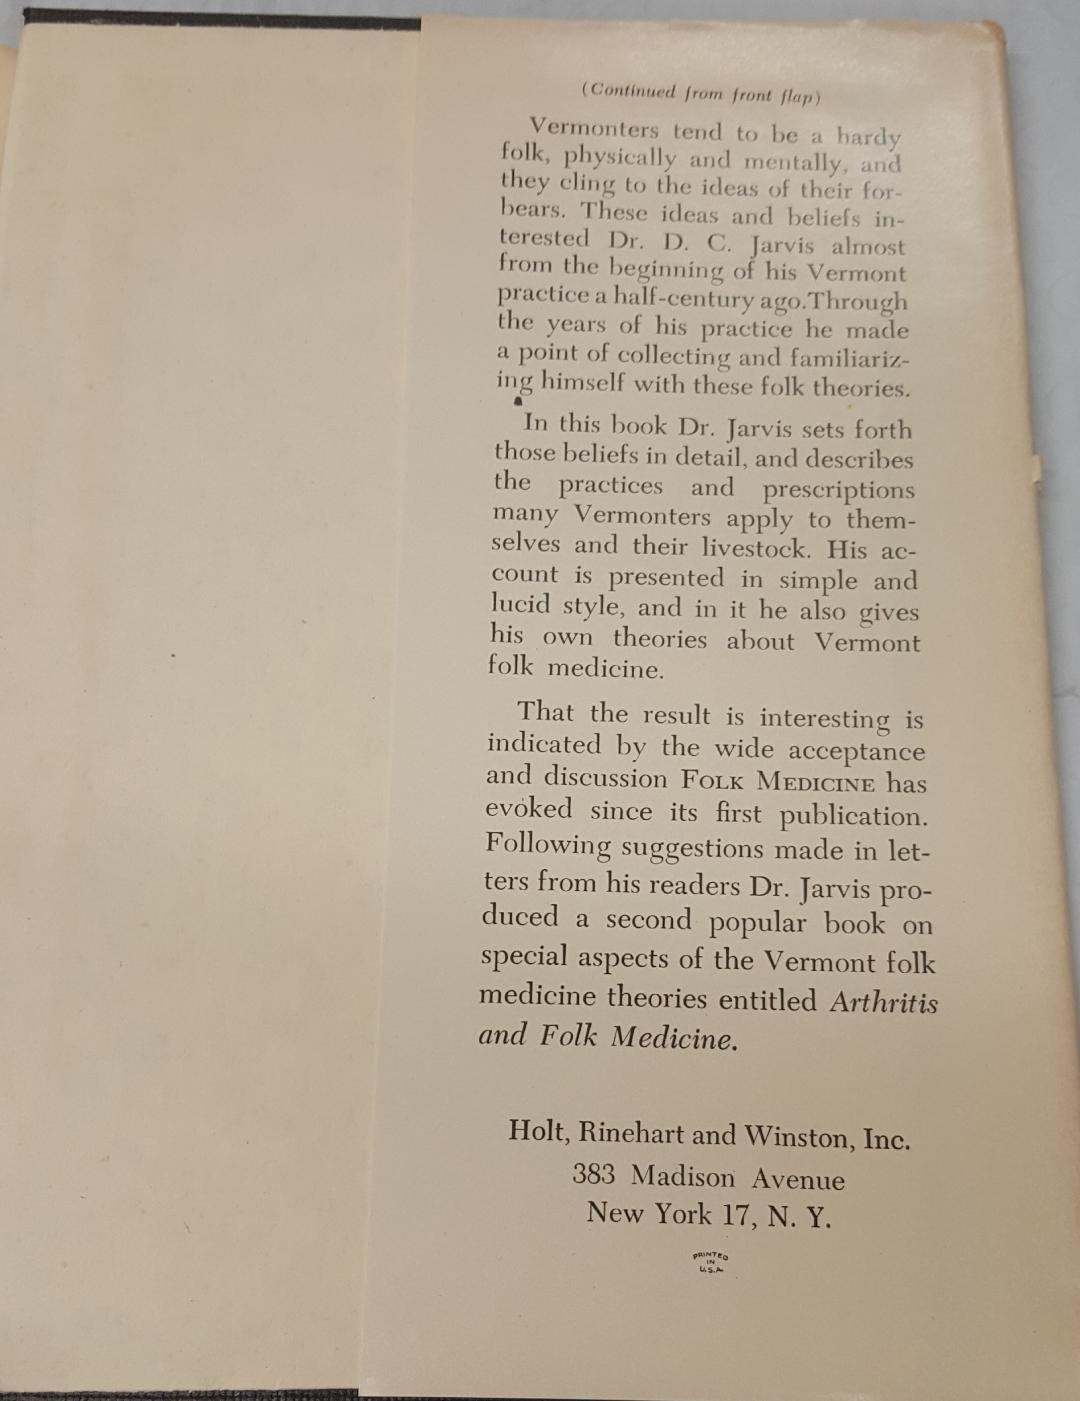 (Continued from front flap)
Vermonters tend to be a hardy
folk, physically and mentally, and
they cling to the ideas of their for-
bears. These ideas and beliefs in-
terested Dr. D. C. Jarvis almost
from the beginning of his Vermont
practice a half-century ago.Through
the years of his practice he made
a point of collecting and familiariz-
ing himself with these folk theories.
In this book Dr. Jarvis sets forth
those beliefs in detail, and describes
the practices and prescriptions
many Vermonters apply to them-
selves and their livestock. His ac-
count is presented in simple and
lucid style, and in it he also gives
his own theories about Vermont
folk medicine.
That the result is interesting is
indicated by the wide acceptance
and discussion FOLK MEDICINE has
evoked since its first publication.
Following suggestions made in let-
ters from his readers Dr. Jarvis pro-
duced a second popular book on
special aspects of the Vermont folk
medicine theories entitled Arthritis
and Folk Medicine.
Holt, Rinehart and Winston, Inc.
383 Madison Avenue
New York 17, N. Y.
PRINTED
IN
U.S.A.